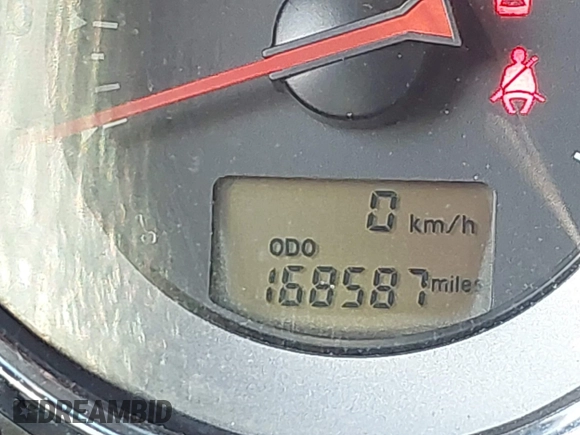 0 km/h
ODO
168587 miles
DREAMBID